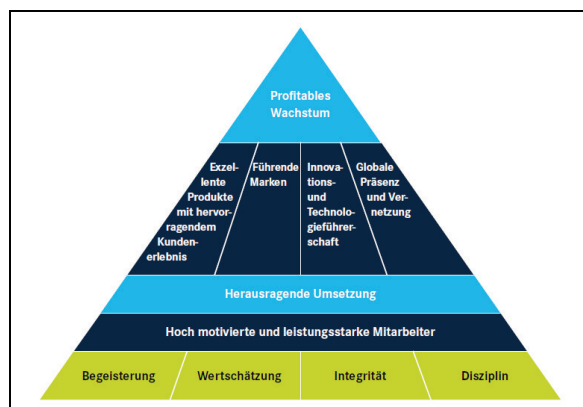 Profitables
Wachstum
Exzel-
lente
Produkte
mit hervor-
ragendem
Kunden-
erlebnis
Führende
Marken
Innova-
tions-
und
Technolo-
gieführer-
schaft
Globale
Präsenz
und Ver-
netzung
Herausragende Umsetzung
Hoch motivierte und leistungsstarke Mitarbeiter
Begeisterung
Wertschätzung
Integrität
Disziplin